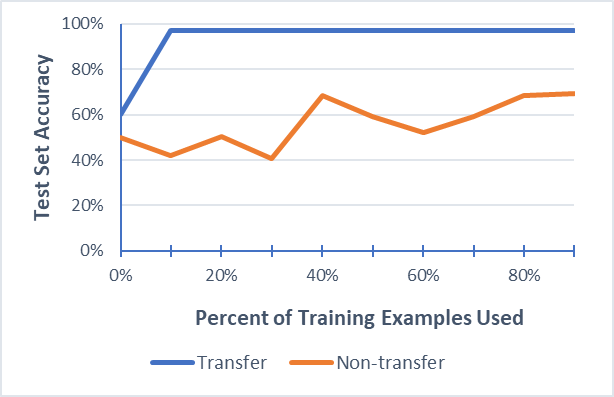 100%
80%
60%
40%
20%
0%
Test Set Accuracy
0% 20% 40% 60% 80%
Percent of Training Examples Used
Transfer Non-transfer